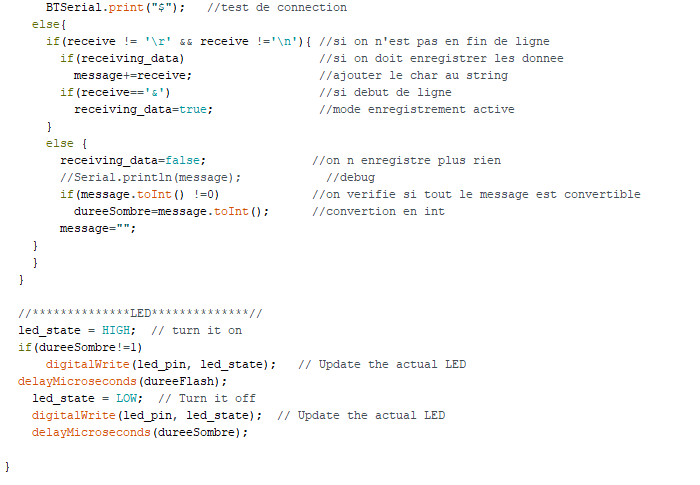 BTSerial.print("$");   //test de connection
else{
if(receive != '\r' && receive !='\n'){ //si on n'est pas en fin de ligne
if(receiving_data)                   //si on doit enregistrer les donnee
message+=receive;                  //ajouter le char au string
if(receive=='&')                     //si debut de ligne
receiving_data=true;               //mode enregistrement active
}
else {
receiving_data=false;               //on n enregistre plus rien
//Serial.println(message);            //debug
if(message.toInt() !=0)             //on verifie si tout le message est convertible
dureeSombre=message.toInt();      //convertion en int
message="";
}
}
}
//**************LED**************//
led_state = HIGH;  // turn it on
if(dureeSombre!=1)
digitalWrite(led_pin, led_state);   // Update the actual LED
delayMicroseconds(dureeFlash);
led_state = LOW;  // Turn it off
digitalWrite(led_pin, led_state);  // Update the actual LED
delayMicroseconds(dureeSombre);
}